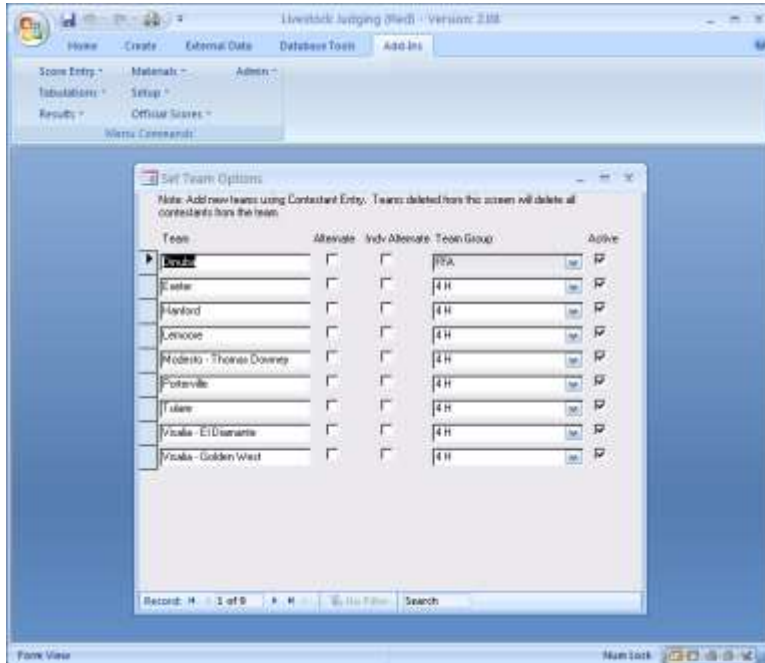 Livestock Judging (Red) - Version: 2.08
Home Create External Data Database Tools Add-Ins
Score Entry Materials Admin
Tabulations Setup
Results Official Scores
Menu Commands
Set Team Options
Note: Add new teams using Contestant Entry. Teams deleted from this screen will delete all
contestants from the team.
Team Alternate Indv Alternate Team Group Active
Dinuba FFA
Exeter 4 H
Hanford 4 H
Lemoore 4 H
Modesto - Thomas Downey 4 H
Porterville 4 H
Tulare 4 H
Visalia - El Diamante 4 H
Visalia - Golden West 4 H
Record: 1 of 9 No Filter Search
Form View Num Lock